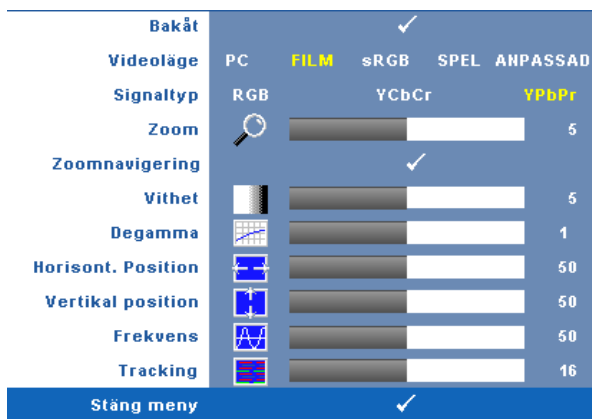 Bakåt
Videoläge PC FILM sRGB SPEL ANPASSAD
Signaltyp RGB YCbCr YPbPr
Zoom 5
Zoomnavigering
Vithet 5
Degamma 1
Horisont. Position 50
Vertikal position 50
Frekvens 50
Tracking 16
Stäng meny